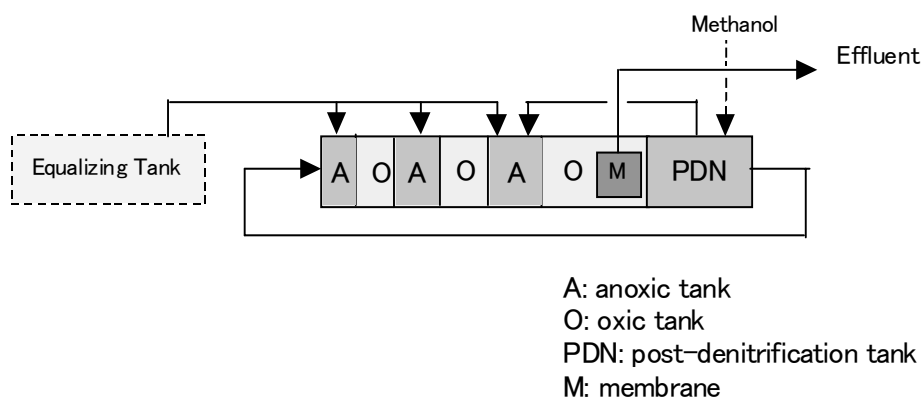 Methanol
Effluent
Equalizing Tank
A O A O A O M PDN
A: anoxic tank
O: oxic tank
PDN: post-denitrification tank
M: membrane